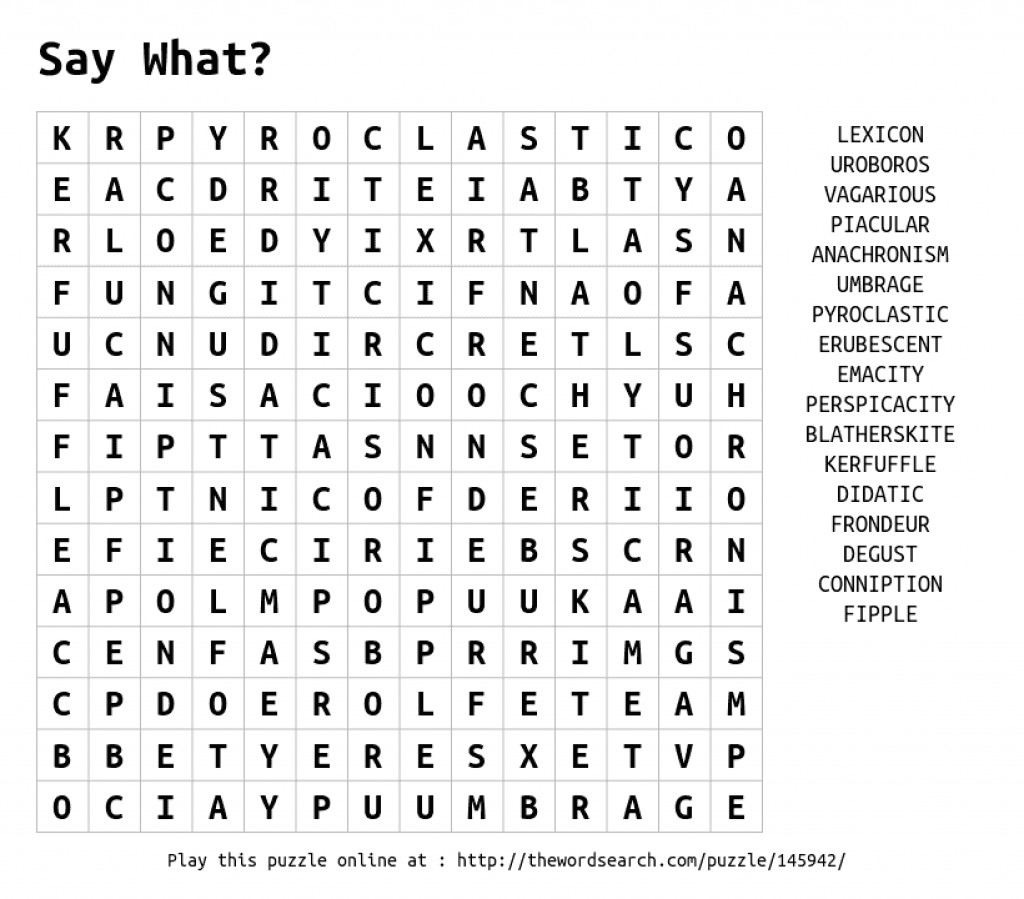 Say What?
K R P Y R O C L A S T I C O
E A C D R I T E I A B T Y A
R L O E D Y I X R T L A S N
F U N G I T C I F N A O F A
U C N U D I R C R E T L S C
F A I S A C I O O C H Y U H
F I P T T A S N N S E T O R
L P T N I C O F D E R I I O
E F I E C I R I E B S C R N
A P O L M P O P U U K A A I
C E N F A S B P R R I M G S
C P D O E R O L F E T E A M
B B E T Y E R E S X E T V P
O C I A Y P U U M B R A G E
LEXICON
UROBOROS
VAGARIOUS
PIACULAR
ANACHRONISM
UMBRAGE
PYROCLASTIC
ERUBESCENT
EMACITY
PERSPICACITY
BLATHERSKITE
KERFUFFLE
DIDATIC
FRONDEUR
DEGUST
CONNIPTION
FIPPLE
Play this puzzle online at : http://thewordsearch.com/puzzle/145942/